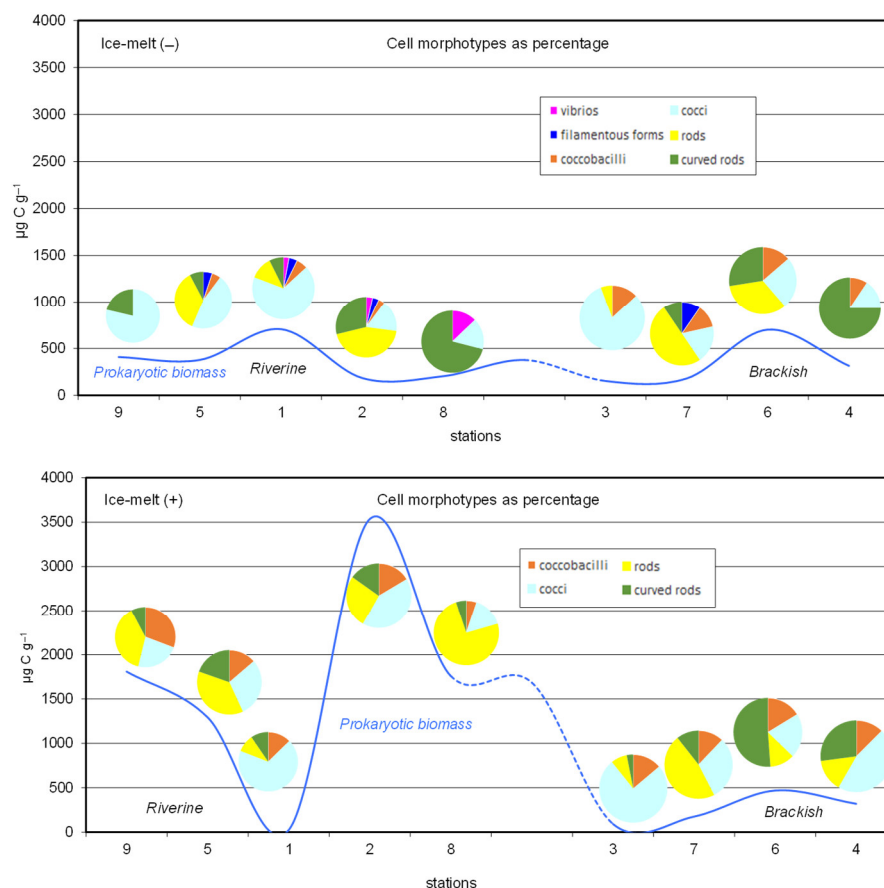 Ice-melt (–)
Cell morphotypes as percentage
4000
3500
3000
2500
2000
1500
1000
500
0
µg C g⁻¹
vibrios
cocci
filamentous forms
rods
coccobacilli
curved rods
Prokaryotic biomass
Riverine
Brackish
9 5 1 2 8 3 7 6 4
stations
Ice-melt (+)
Cell morphotypes as percentage
4000
3500
3000
2500
2000
1500
1000
500
0
µg C g⁻¹
coccobacilli
rods
cocci
curved rods
Prokaryotic biomass
Riverine
Brackish
9 5 1 2 8 3 7 6 4
stations